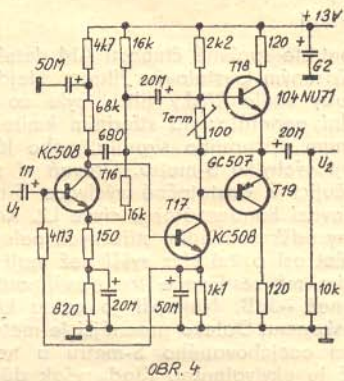 +13V
4k7 16k 2k2 120
50M T18 G2
20M
68k Term 104NU71
100
680 GC507 20M
KC508
1M T16 U2
U1 16k T17 T19
4M3 150 KC508
820 20M 50M 1k1 120 10k
OBR. 4